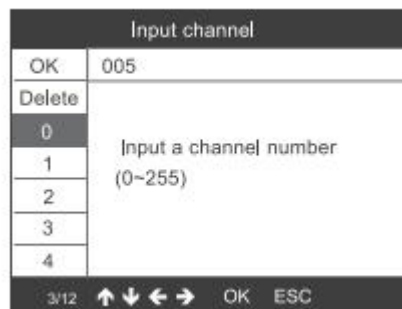 Input channel
OK 005
Delete
0
1
Input a channel number
(0~255)
2
3
4
3/12 ↑ ↓ ← → OK ESC